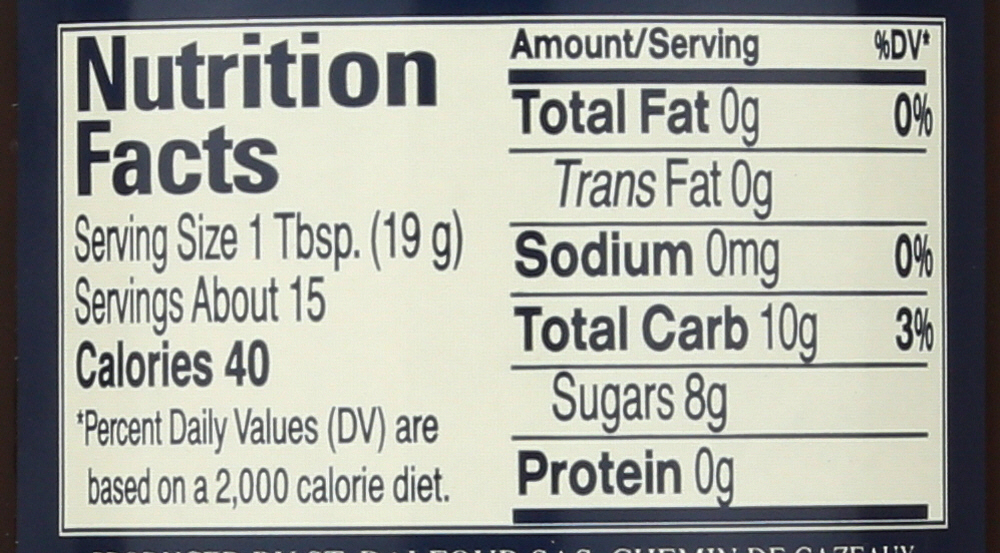 Nutrition
Facts
Serving Size 1 Tbsp. (19 g)
Servings About 15
Calories 40
*Percent Daily Values (DV) are
based on a 2,000 calorie diet.
Amount/Serving %DV*
Total Fat 0g 0%
Trans Fat 0g
Sodium 0mg 0%
Total Carb 10g 3%
Sugars 8g
Protein 0g